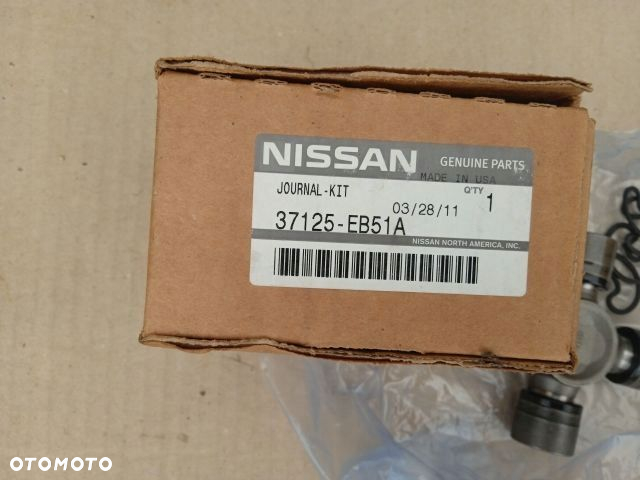 NISSAN GENUINE PARTS
MADE IN USA
JOURNAL-KIT Q'TY
03/28/11 1
37125-EB51A
NISSAN NORTH AMERICA, INC.
OTOMOTO